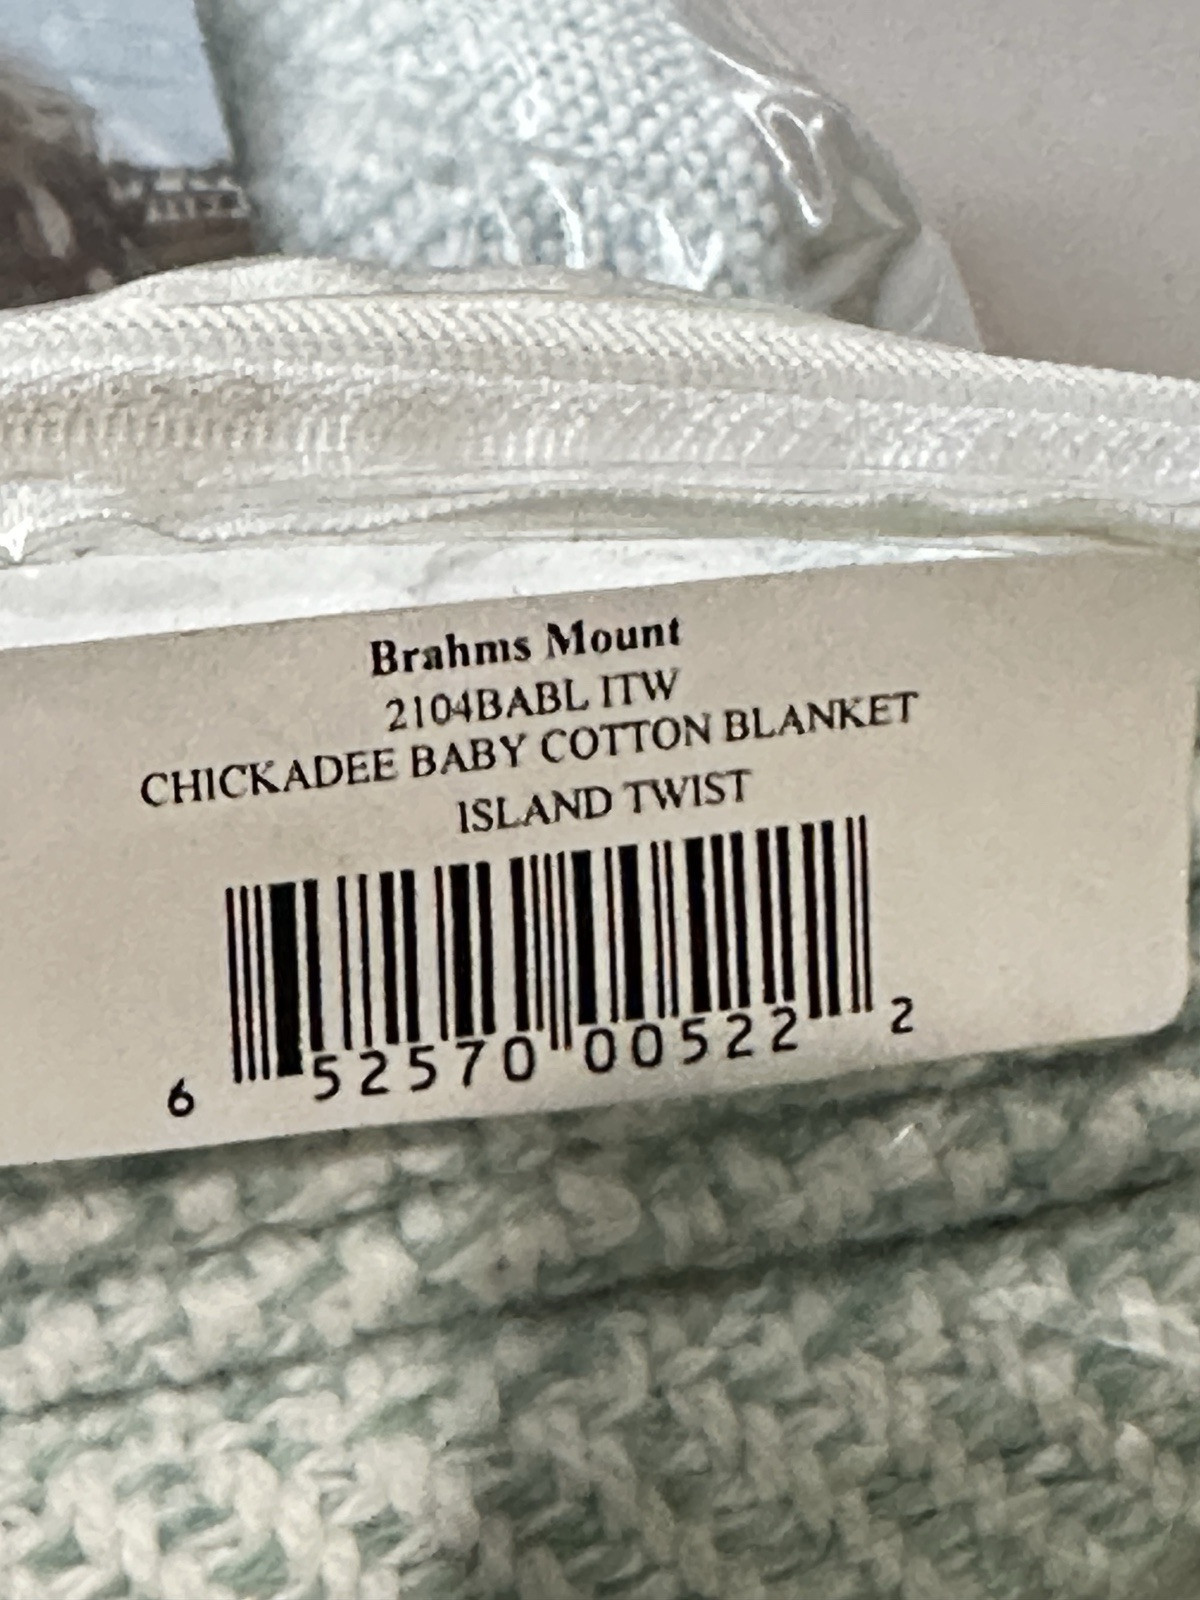 Brahms Mount
2104BABL ITW
CHICKADEE BABY COTTON BLANKET
ISLAND TWIST
6 52570 00522 2